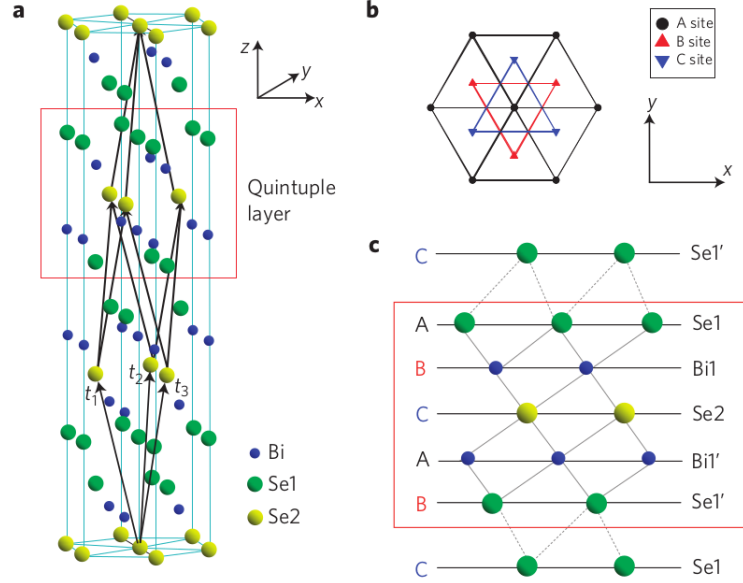 a
z
y
x
Quintuple
layer
t1
t2
t3
Bi
Se1
Se2
b
A site
B site
C site
y
x
c
C Se1′
A Se1
B Bi1
C Se2
A Bi1′
B Se1′
C Se1